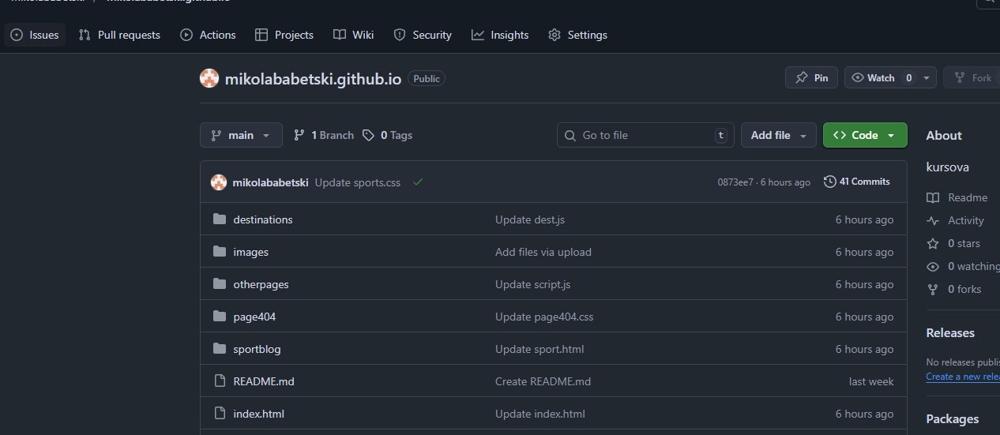 mikolababetski / mikolababetski.github.io
Issues Pull requests Actions Projects Wiki Security Insights Settings
mikolababetski.github.io Public Pin Watch 0 Fork
main 1 Branch 0 Tags Go to file t Add file Code
About
kursova
mikolababetski Update sports.css 0873ee7 · 6 hours ago 41 Commits
Readme
destinations Update dest.js 6 hours ago
Activity
0 stars
images Add files via upload 6 hours ago
0 watching
otherpages Update script.js 6 hours ago
0 forks
page404 Update page404.css 6 hours ago
Releases
sportblog Update sport.html 6 hours ago
No releases publis
Create a new relea
README.md Create README.md last week
index.html Update index.html 6 hours ago
Packages